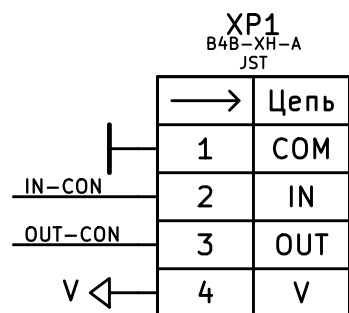 XP1
B4B-XH-A
JST
Цепь
1 COM
IN-CON 2 IN
OUT-CON 3 OUT
V 4 V